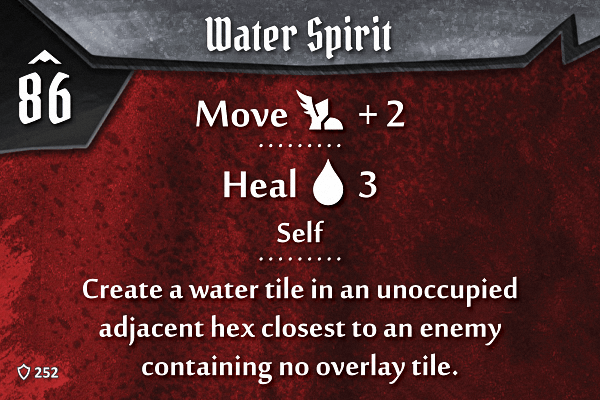 Water Spirit
86
Move + 2
Heal 3
Self
Create a water tile in an unoccupied
adjacent hex closest to an enemy
containing no overlay tile.
252